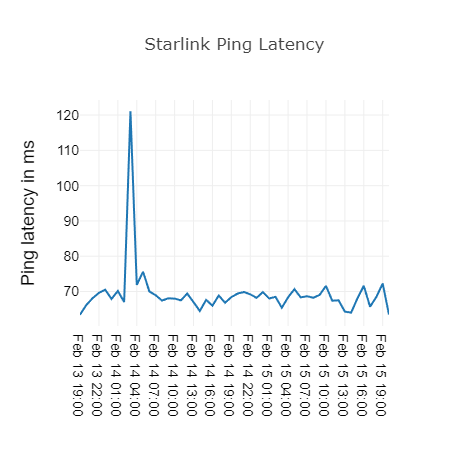 Starlink Ping Latency
Ping latency in ms
120
110
100
90
80
70
Feb 13 19:00
Feb 13 22:00
Feb 14 01:00
Feb 14 04:00
Feb 14 07:00
Feb 14 10:00
Feb 14 13:00
Feb 14 16:00
Feb 14 19:00
Feb 14 22:00
Feb 15 01:00
Feb 15 04:00
Feb 15 07:00
Feb 15 10:00
Feb 15 13:00
Feb 15 16:00
Feb 15 19:00